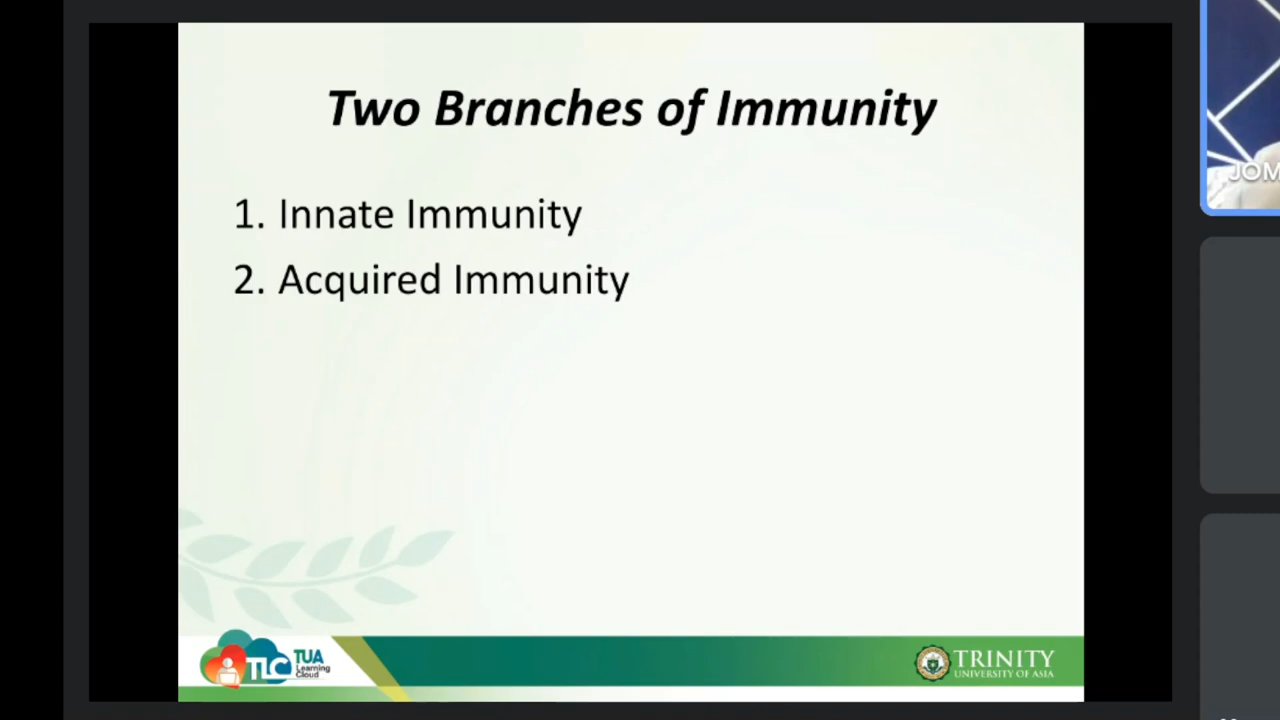 Two Branches of Immunity
1. Innate Immunity
2. Acquired Immunity
JOM
TLC
TUA
Learning
Cloud
TRINITY
UNIVERSITY OF ASIA